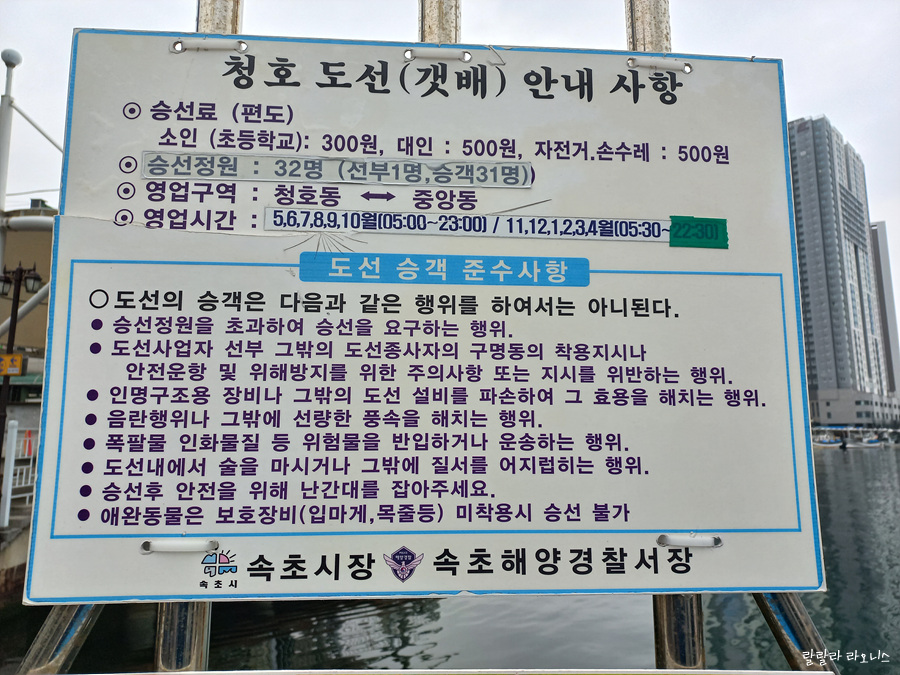 청호 도선(갯배) 안내 사항
⊙ 승선료 (편도)
소인 (초등학교): 300원, 대인 : 500원, 자전거.손수레 : 500원
⊙ 승선정원 : 32명 (선부1명,승객31명)
⊙ 영업구역 : 청호동 ↔ 중앙동
⊙ 영업시간 : 5,6,7,8,9,10월(05:00~23:00) / 11,12,1,2,3,4월(05:30~22:30)
도선 승객 준수사항
○ 도선의 승객은 다음과 같은 행위를 하여서는 아니된다.
● 승선정원을 초과하여 승선을 요구하는 행위.
● 도선사업자 선부 그밖의 도선종사자의 구명동의 착용지시나
안전운항 및 위해방지를 위한 주의사항 또는 지시를 위반하는 행위.
● 인명구조용 장비나 그밖의 도선 설비를 파손하여 그 효용을 해치는 행위.
● 음란행위나 그밖에 선량한 풍속을 해치는 행위.
● 폭팔물 인화물질 등 위험물을 반입하거나 운송하는 행위.
● 도선내에서 술을 마시거나 그밖에 질서를 어지럽히는 행위.
● 승선후 안전을 위해 난간대를 잡아주세요.
● 애완동물은 보호장비(입마게,목줄등) 미착용시 승선 불가
속초시 속초시장 해양경찰 속초해양경찰서장
랄랄라 라오니스